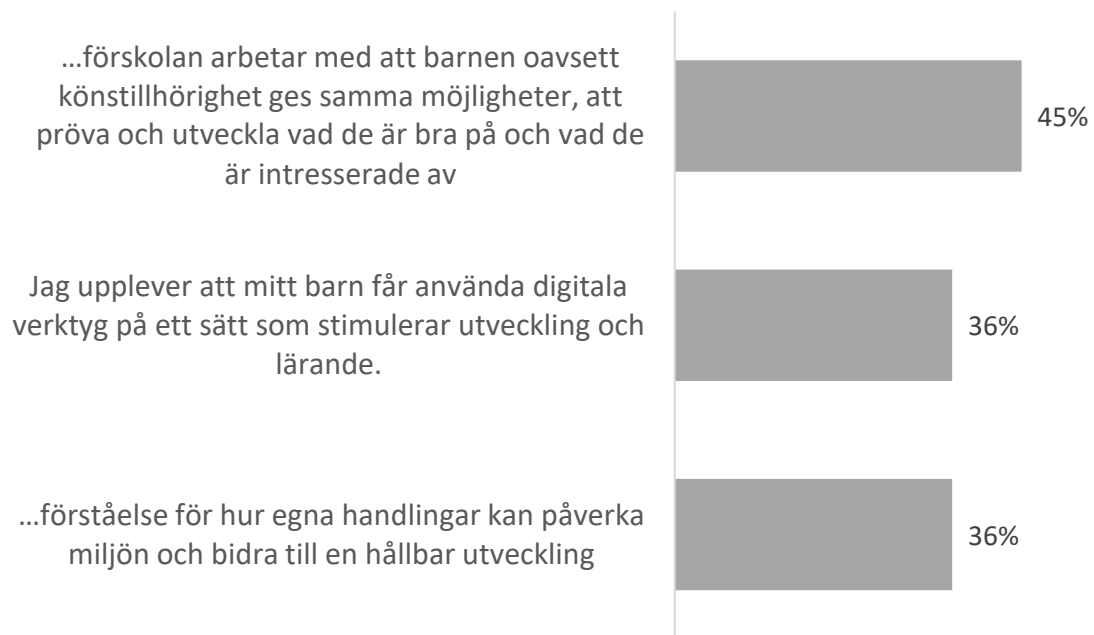 ...förskolan arbetar med att barnen oavsett
könstillhörighet ges samma möjligheter, att
pröva och utveckla vad de är bra på och vad de
är intresserade av
45%
Jag upplever att mitt barn får använda digitala
verktyg på ett sätt som stimulerar utveckling och
lärande.
36%
...förståelse för hur egna handlingar kan påverka
miljön och bidra till en hållbar utveckling
36%